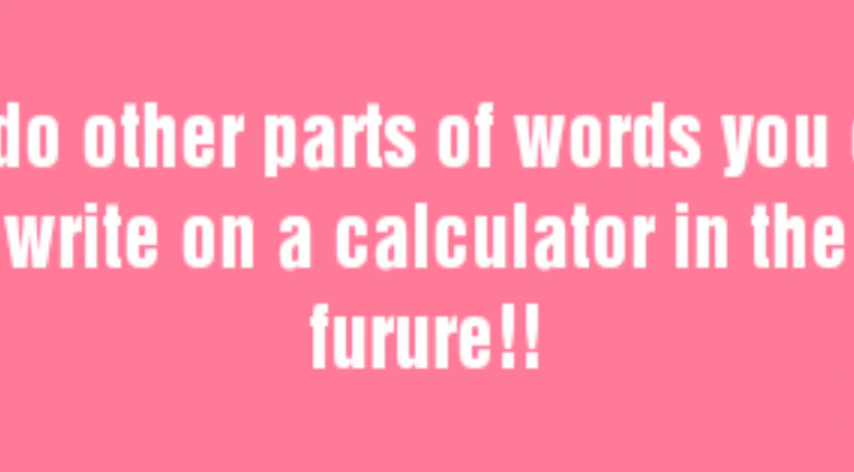 do other parts of words you
write on a calculator in the
furure!!